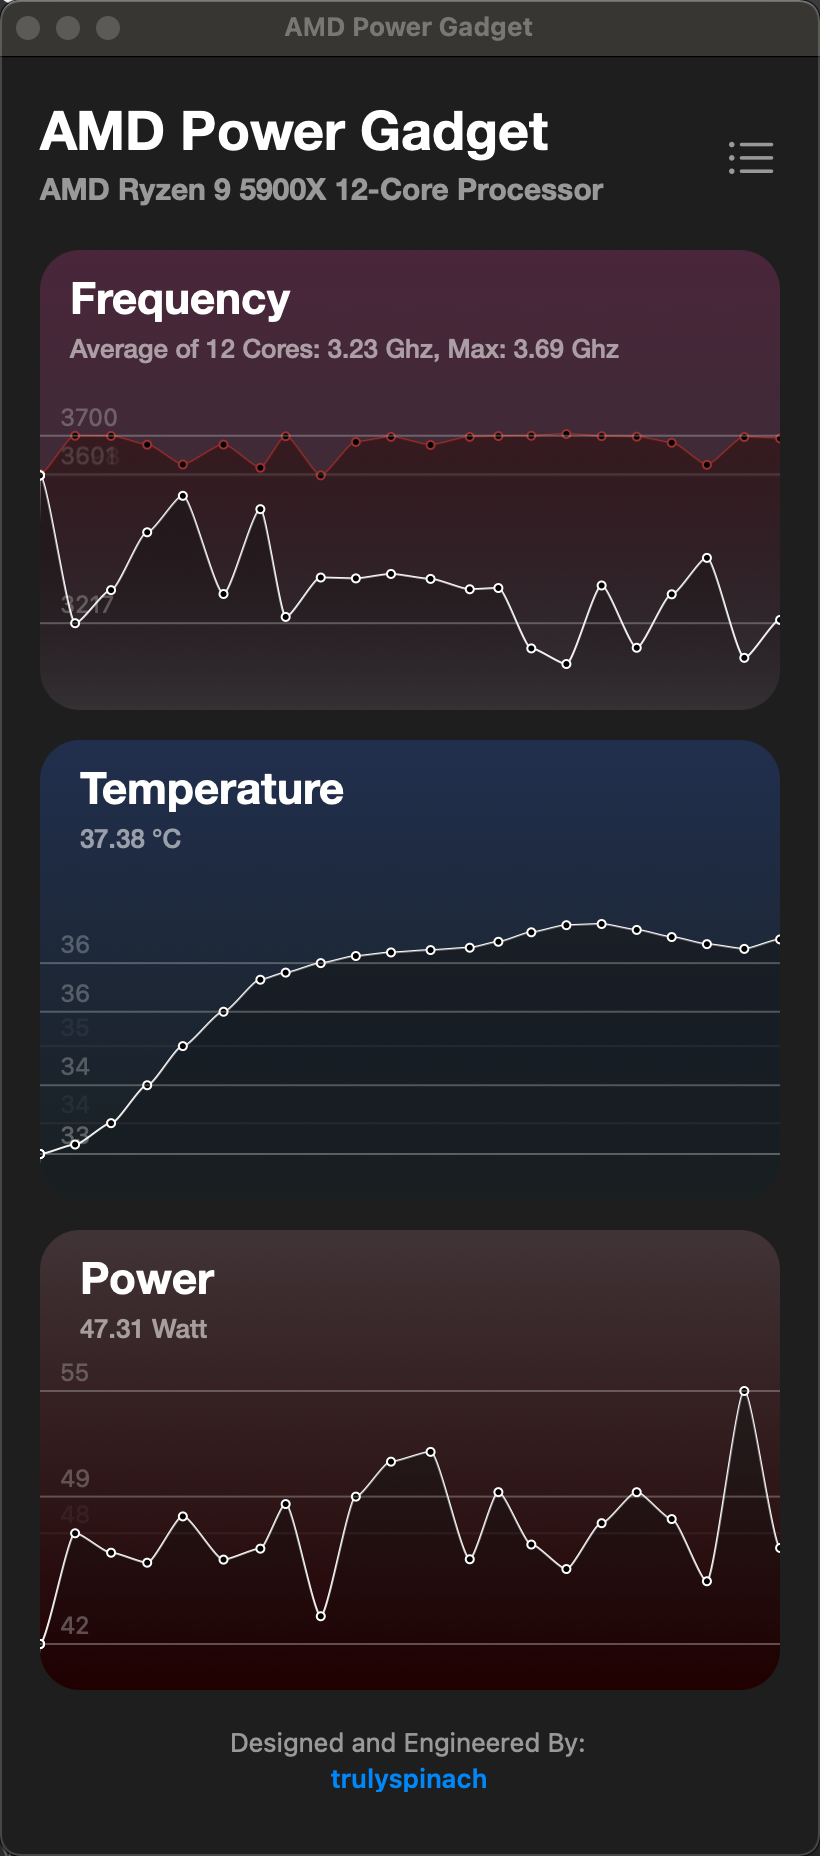 AMD Power Gadget
AMD Power Gadget
AMD Ryzen 9 5900X 12-Core Processor
Frequency
Average of 12 Cores: 3.23 Ghz, Max: 3.69 Ghz
3700
3217
Temperature
37.38 °C
36
36
35
34
34
33
Power
47.31 Watt
55
49
48
42
Designed and Engineered By:
trulyspinach